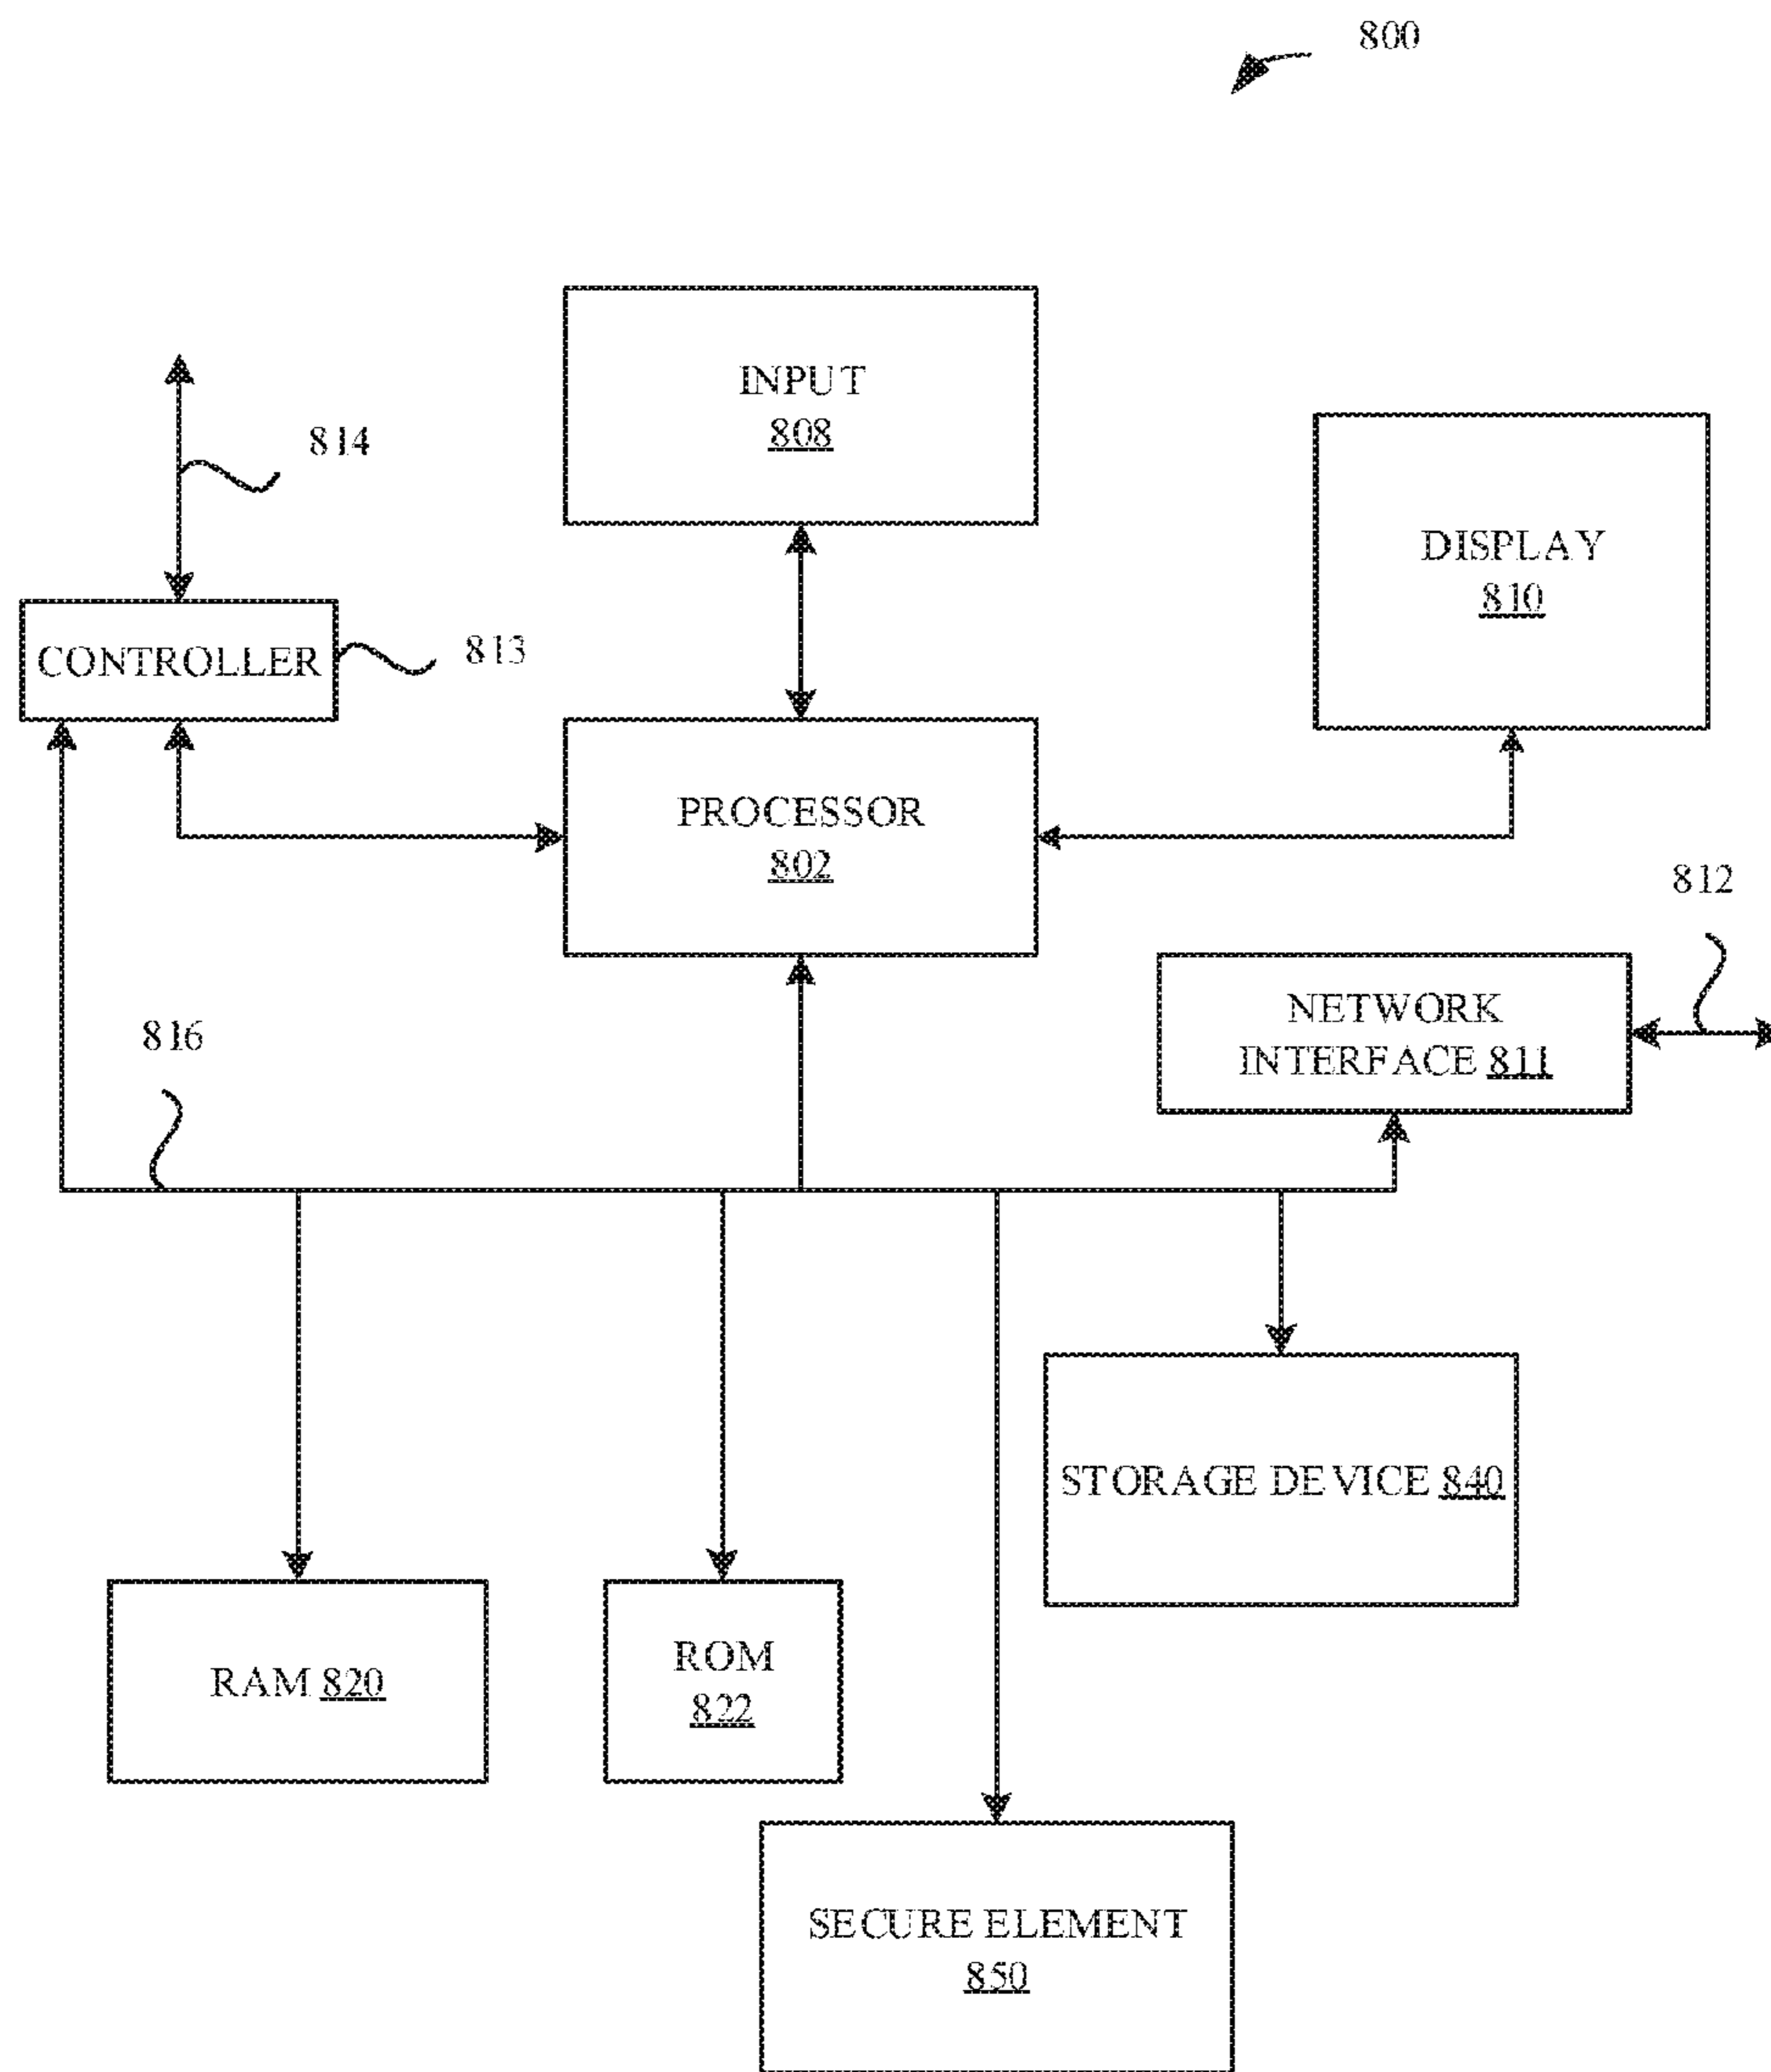 800
INPUT
808
814
DISPLAY
810
CONTROLLER
813
PROCESSOR
802
812
NETWORK
INTERFACE 811
816
STORAGE DEVICE 840
RAM 820
ROM
822
SECURE ELEMENT
850